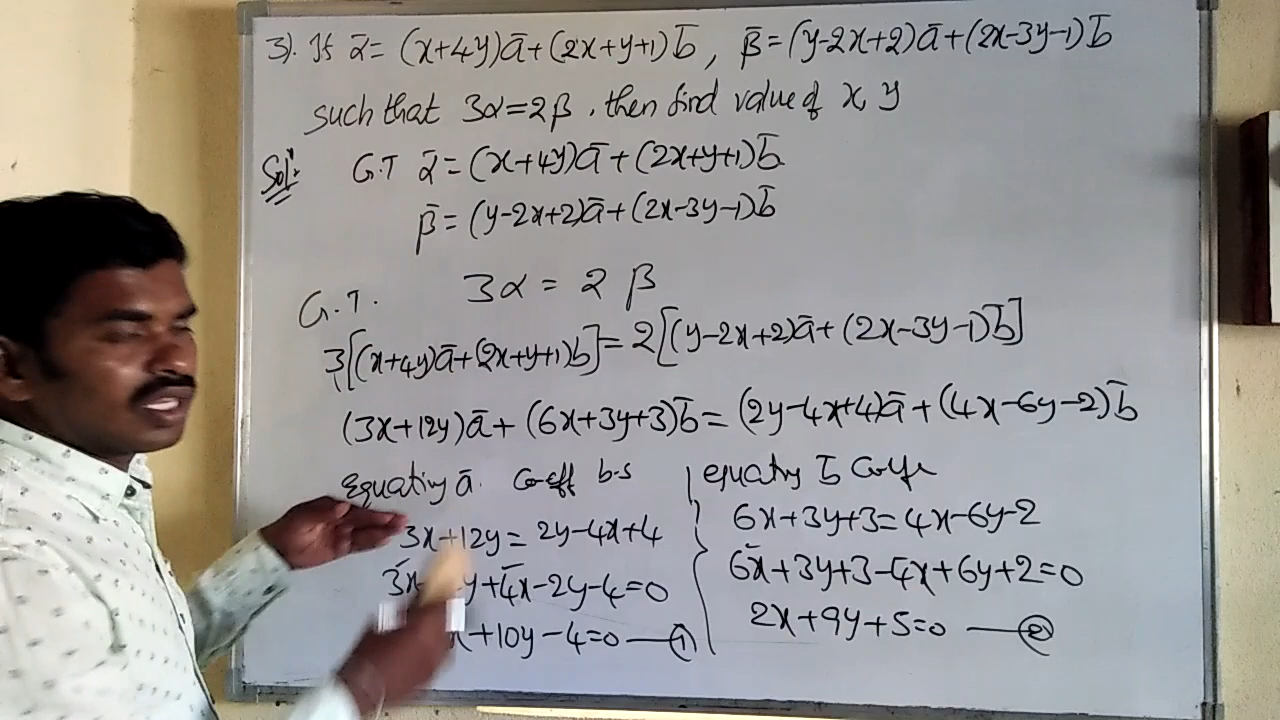 3). If ᾱ = (x+4y)ā + (2x+y+1)b̄, β̄ = (y-2x+2)ā + (2x-3y-1)b̄
such that 3α = 2β, then find value of x, y
Sol:- G.T ᾱ = (x+4y)ā + (2x+y+1)b̄
β̄ = (y-2x+2)ā + (2x-3y-1)b̄
G.T. 3α = 2β
3[(x+4y)ā + (2x+y+1)b̄] = 2[(y-2x+2)ā + (2x-3y-1)b̄]
(3x+12y)ā + (6x+3y+3)b̄ = (2y-4x+4)ā + (4x-6y-2)b̄
Equating ā. Coeff b.s
3x+12y = 2y-4x+4
3x y+4x-2y-4=0
x+10y-4=0 — ①
equating b̄ Coeff
6x+3y+3 = 4x-6y-2
6x+3y+3-4x+6y+2=0
2x+9y+5=0 — ②